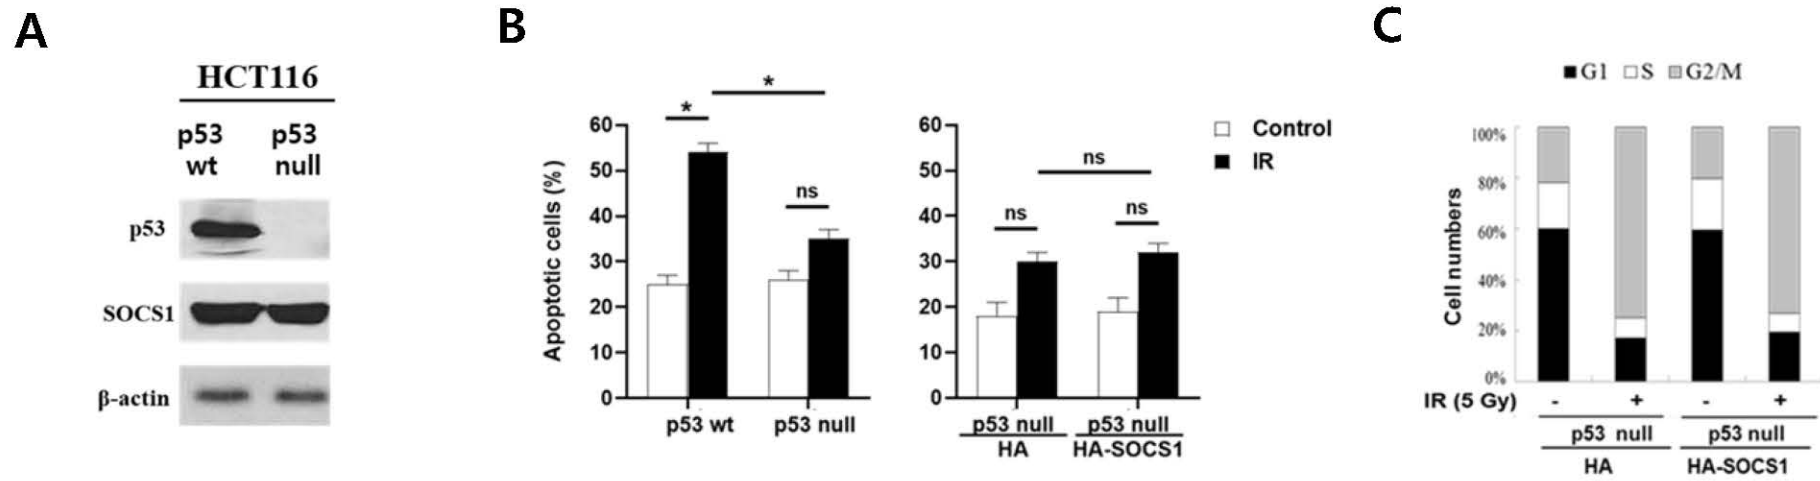 A
HCT116
p53 p53
wt null
p53
SOCS1
β-actin
B
Apoptotic cells (%)
60
50
40
30
20
10
0
*
*
ns
p53 wt p53 null
60
50
40
30
20
10
0
ns
ns
ns
p53 null p53 null
HA HA-SOCS1
Control
IR
C
G1 S G2/M
Cell numbers
100%
80%
60%
40%
20%
0%
IR (5 Gy) - + - +
p53 null p53 null
HA HA-SOCS1